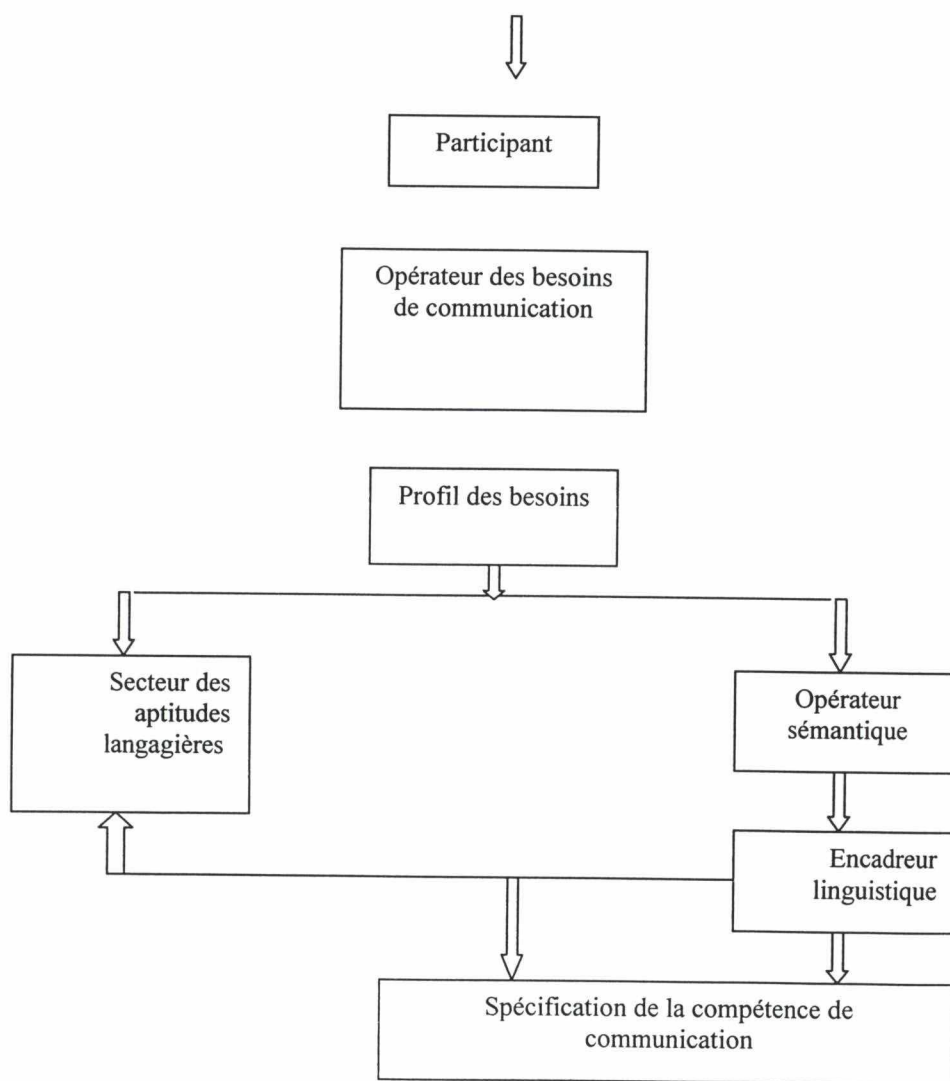 Participant
Opérateur des besoins
de communication
Profil des besoins
Secteur des
aptitudes
langagières
Opérateur
sémantique
Encadreur
linguistique
Spécification de la compétence de
communication